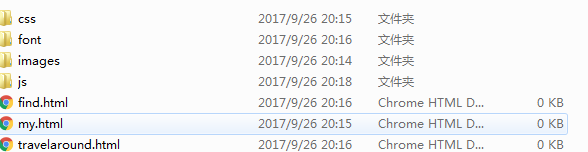 css 2017/9/26 20:15 文件夹
font 2017/9/26 20:16 文件夹
images 2017/9/26 20:14 文件夹
js 2017/9/26 20:18 文件夹
find.html 2017/9/26 20:16 Chrome HTML D... 0 KB
my.html 2017/9/26 20:15 Chrome HTML D... 0 KB
travelaround.html 2017/9/26 20:16 Chrome HTML D... 0 KB